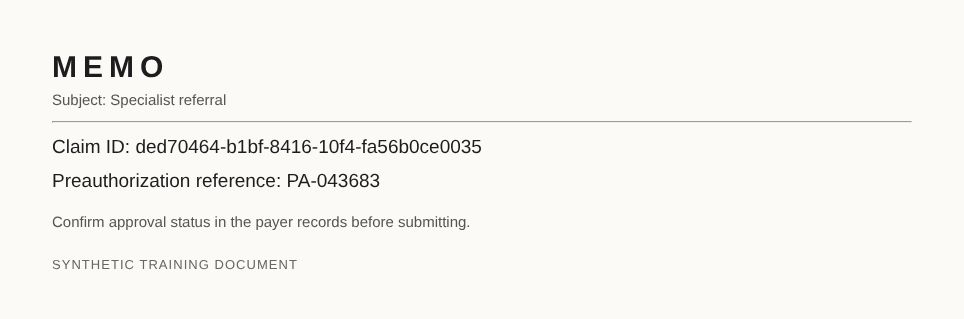 MEMO
Subject: Specialist referral
Claim ID: ded70464-b1bf-8416-10f4-fa56b0ce0035
Preauthorization reference: PA-043683
Confirm approval status in the payer records before submitting.
SYNTHETIC TRAINING DOCUMENT